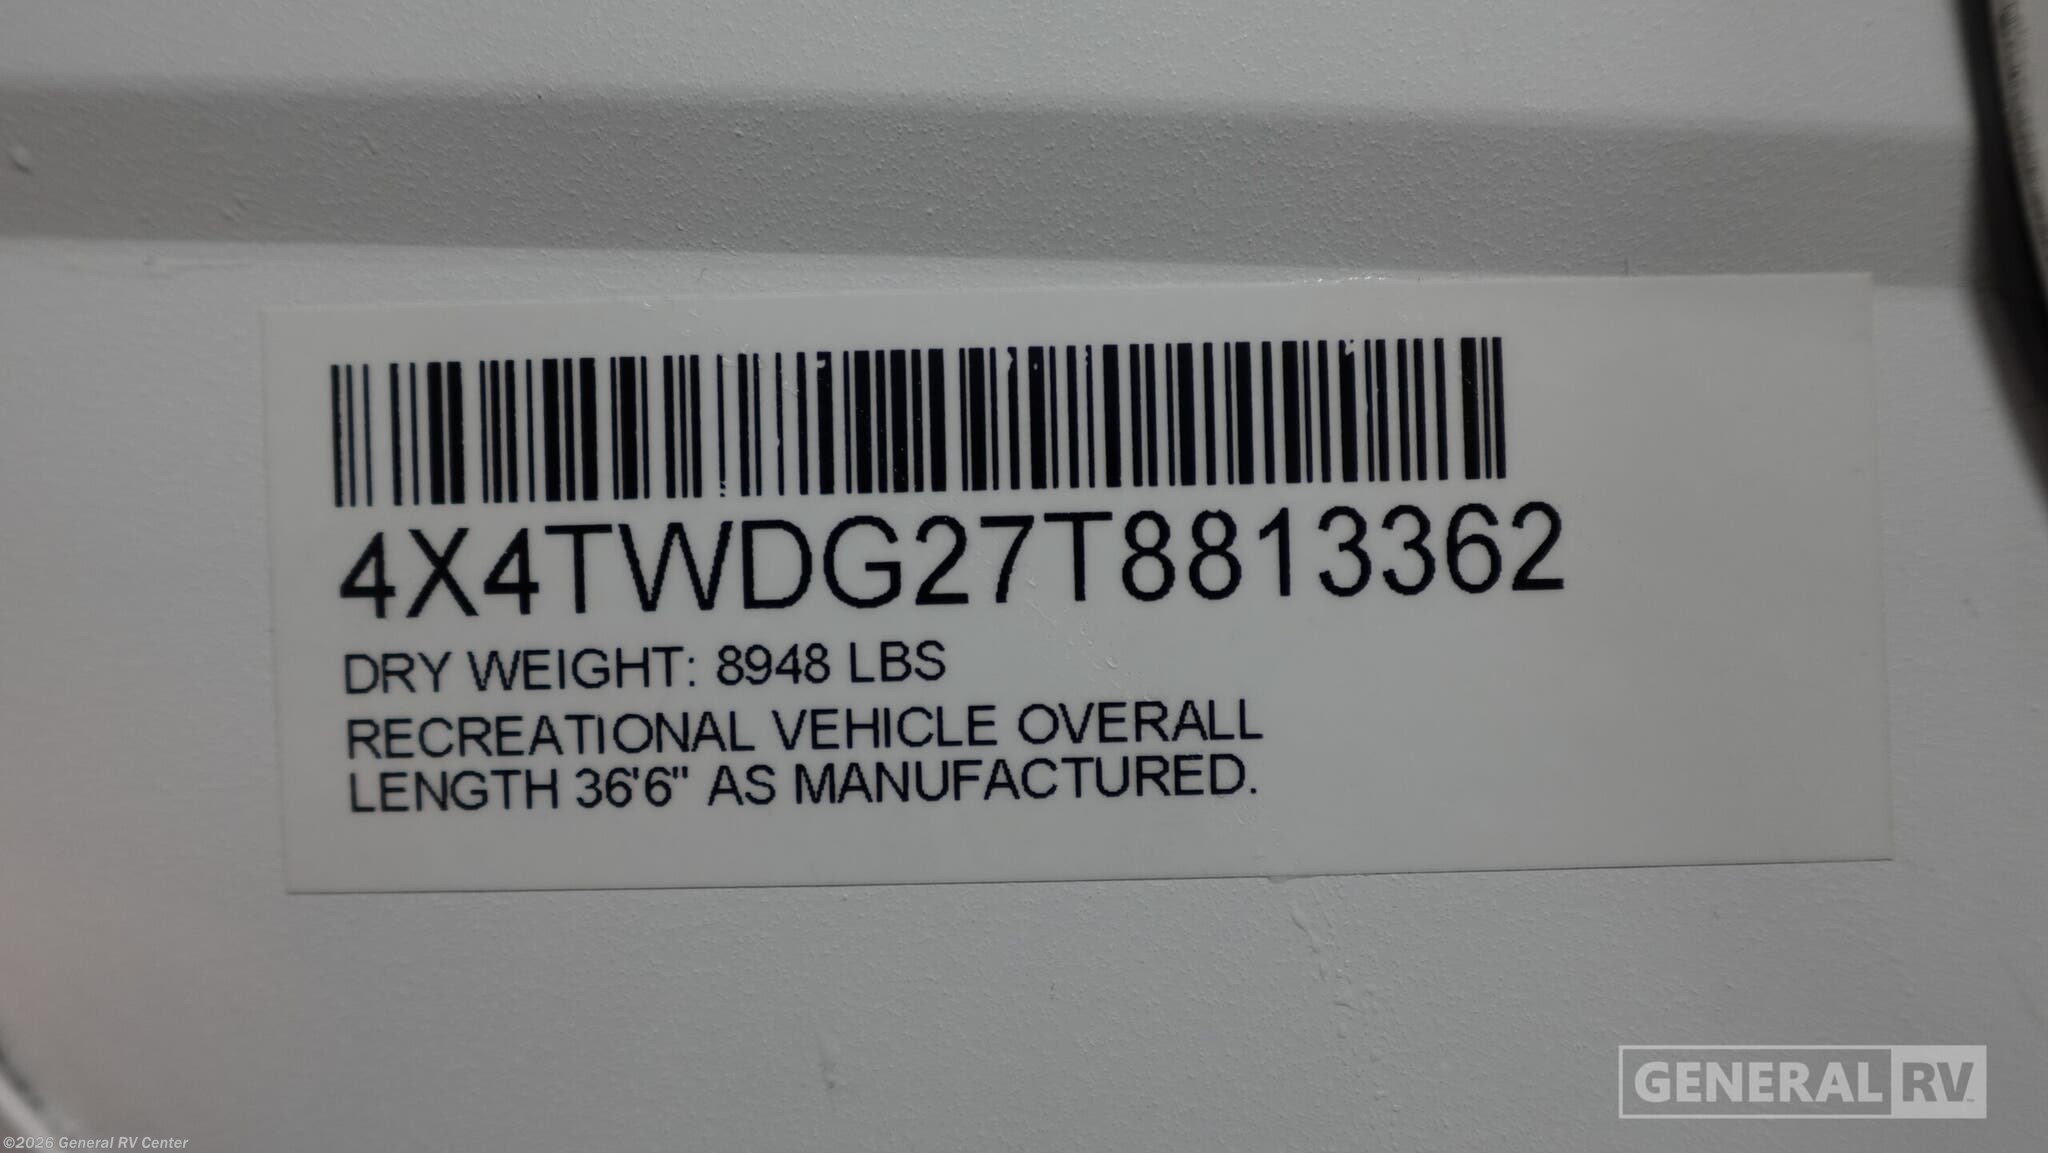 4X4TWDG27T8813362
DRY WEIGHT: 8948 LBS
RECREATIONAL VEHICLE OVERALL
LENGTH 36'6" AS MANUFACTURED.
GENERAL RV
©2026 General RV Center